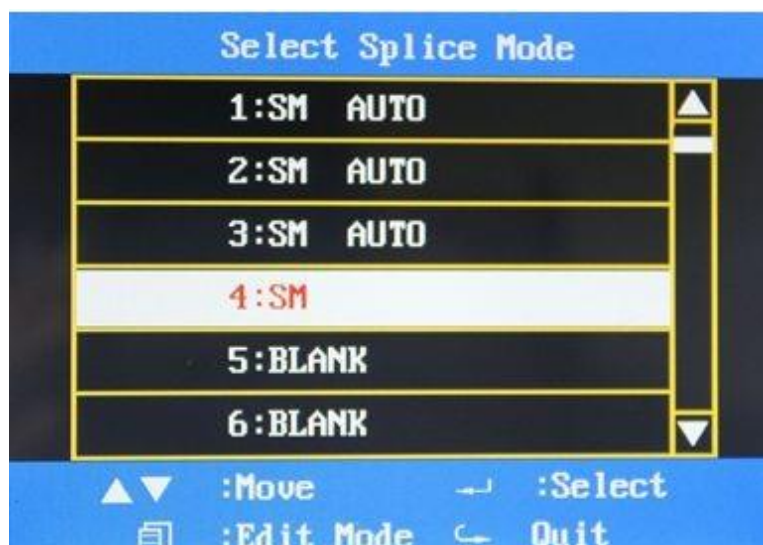 Select Splice Mode
1:SM AUTO
2:SM AUTO
3:SM AUTO
4:SM
5:BLANK
6:BLANK
:Move :Select
:Edit Mode Quit